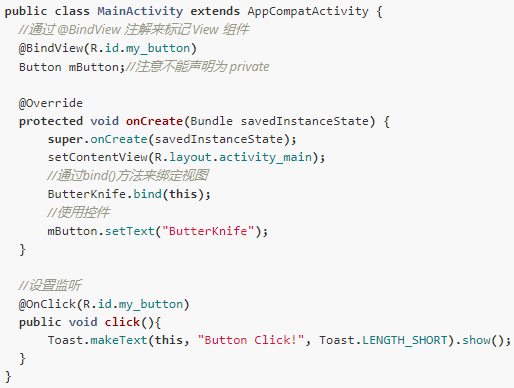 public class MainActivity extends AppCompatActivity {
//通过 @BindView 注解来标记 View 组件
@BindView(R.id.my_button)
Button mButton;//注意不能声明为 private
@Override
protected void onCreate(Bundle savedInstanceState) {
super.onCreate(savedInstanceState);
setContentView(R.layout.activity_main);
//通过bind()方法来绑定视图
ButterKnife.bind(this);
//使用控件
mButton.setText("ButterKnife");
}
//设置监听
@OnClick(R.id.my_button)
public void click(){
Toast.makeText(this, "Button Click!", Toast.LENGTH_SHORT).show();
}
}